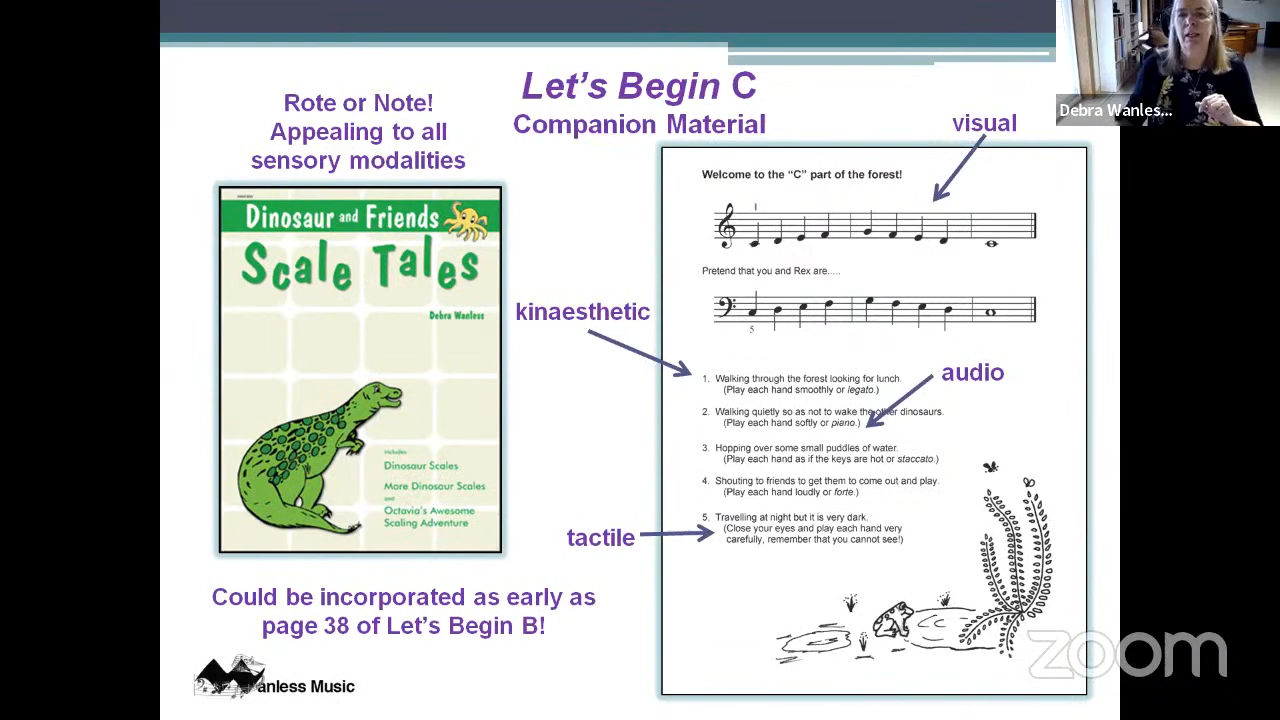 Let's Begin C
Companion Material
Rote or Note!
Appealing to all
sensory modalities
Dinosaur and Friends
Scale Tales
Debra Wanless
Includes
Dinosaur Scales
More Dinosaur Scales
and
Octavia's Awesome
Scaling Adventure
Could be incorporated as early as
page 38 of Let's Begin B!
anless Music
kinaesthetic
tactile
visual
audio
Welcome to the "C" part of the forest!
1
Pretend that you and Rex are.....
5
1. Walking through the forest looking for lunch.
(Play each hand smoothly or legato.)
2. Walking quietly so as not to wake the other dinosaurs.
(Play each hand softly or piano.)
3. Hopping over some small puddles of water.
(Play each hand as if the keys are hot or staccato.)
4. Shouting to friends to get them to come out and play.
(Play each hand loudly or forte.)
5. Travelling at night but it is very dark.
(Close your eyes and play each hand very
carefully, remember that you cannot see!)
Debra Wanles...
zoom